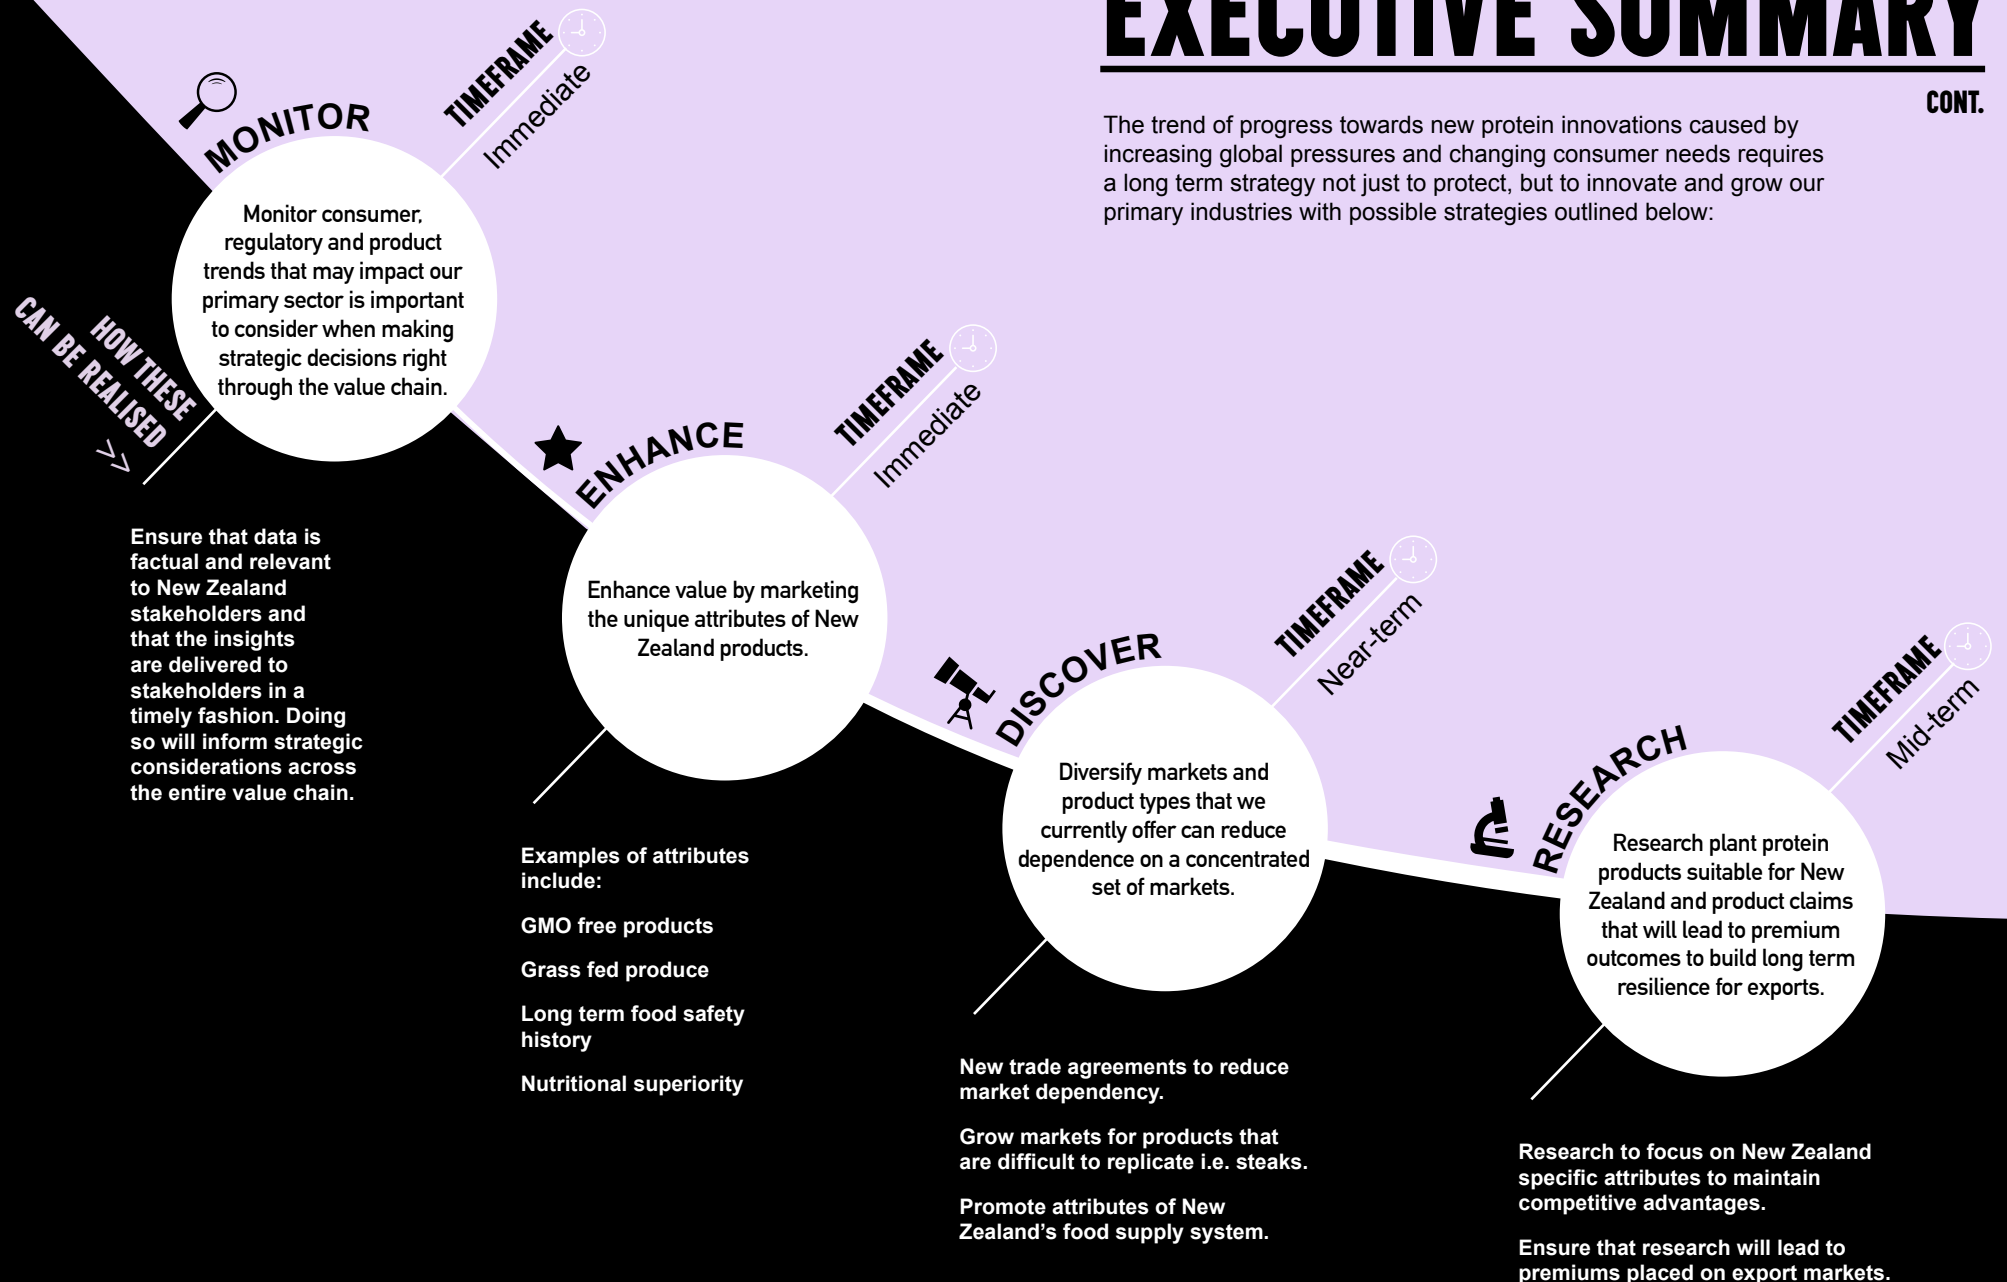 EXECUTIVE SUMMARY
CONT.
The trend of progress towards new protein innovations caused by
increasing global pressures and changing consumer needs requires
a long term strategy not just to protect, but to innovate and grow our
primary industries with possible strategies outlined below:
MONITOR
TIMEFRAME
Immediate
Monitor consumer,
regulatory and product
trends that may impact our
primary sector is important
to consider when making
strategic decisions right
through the value chain.
HOW THESE
CAN BE REALISED
>>
Ensure that data is
factual and relevant
to New Zealand
stakeholders and
that the insights
are delivered to
stakeholders in a
timely fashion. Doing
so will inform strategic
considerations across
the entire value chain.
ENHANCE
TIMEFRAME
Immediate
Enhance value by marketing
the unique attributes of New
Zealand products.
Examples of attributes
include:
GMO free products
Grass fed produce
Long term food safety
history
Nutritional superiority
DISCOVER
TIMEFRAME
Near-term
Diversify markets and
product types that we
currently offer can reduce
dependence on a concentrated
set of markets.
New trade agreements to reduce
market dependency.
Grow markets for products that
are difficult to replicate i.e. steaks.
Promote attributes of New
Zealand’s food supply system.
RESEARCH
TIMEFRAME
Mid-term
Research plant protein
products suitable for New
Zealand and product claims
that will lead to premium
outcomes to build long term
resilience for exports.
Research to focus on New Zealand
specific attributes to maintain
competitive advantages.
Ensure that research will lead to
premiums placed on export markets.